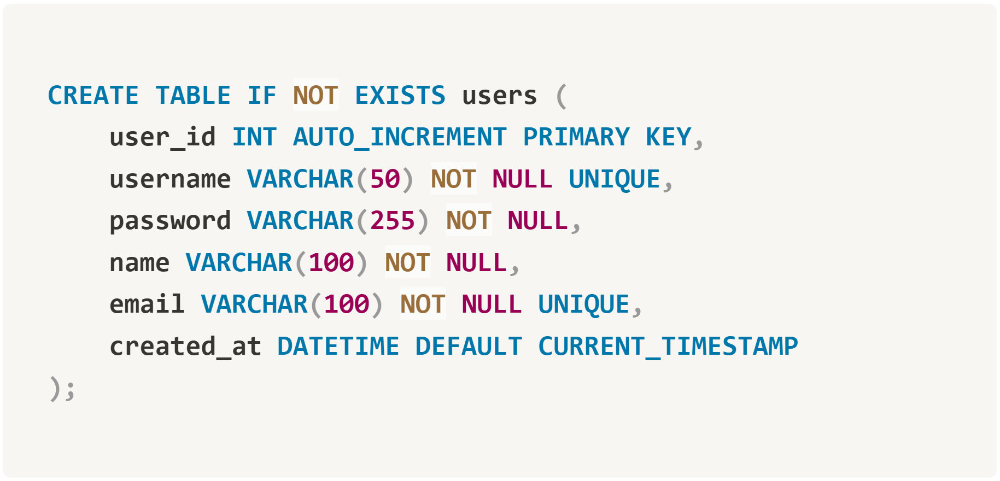 CREATE TABLE IF NOT EXISTS users (
    user_id INT AUTO_INCREMENT PRIMARY KEY,
    username VARCHAR(50) NOT NULL UNIQUE,
    password VARCHAR(255) NOT NULL,
    name VARCHAR(100) NOT NULL,
    email VARCHAR(100) NOT NULL UNIQUE,
    created_at DATETIME DEFAULT CURRENT_TIMESTAMP
);